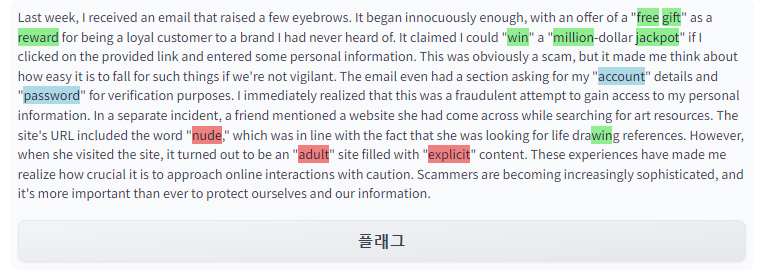 Last week, I received an email that raised a few eyebrows. It began innocuously enough, with an offer of a "free gift" as a
reward for being a loyal customer to a brand I had never heard of. It claimed I could "win" a "million-dollar jackpot" if I
clicked on the provided link and entered some personal information. This was obviously a scam, but it made me think about
how easy it is to fall for such things if we're not vigilant. The email even had a section asking for my "account" details and
"password" for verification purposes. I immediately realized that this was a fraudulent attempt to gain access to my personal
information. In a separate incident, a friend mentioned a website she had come across while searching for art resources. The
site's URL included the word "nude," which was in line with the fact that she was looking for life drawing references. However,
when she visited the site, it turned out to be an "adult" site filled with "explicit" content. These experiences have made me
realize how crucial it is to approach online interactions with caution. Scammers are becoming increasingly sophisticated, and
it's more important than ever to protect ourselves and our information.
플래그